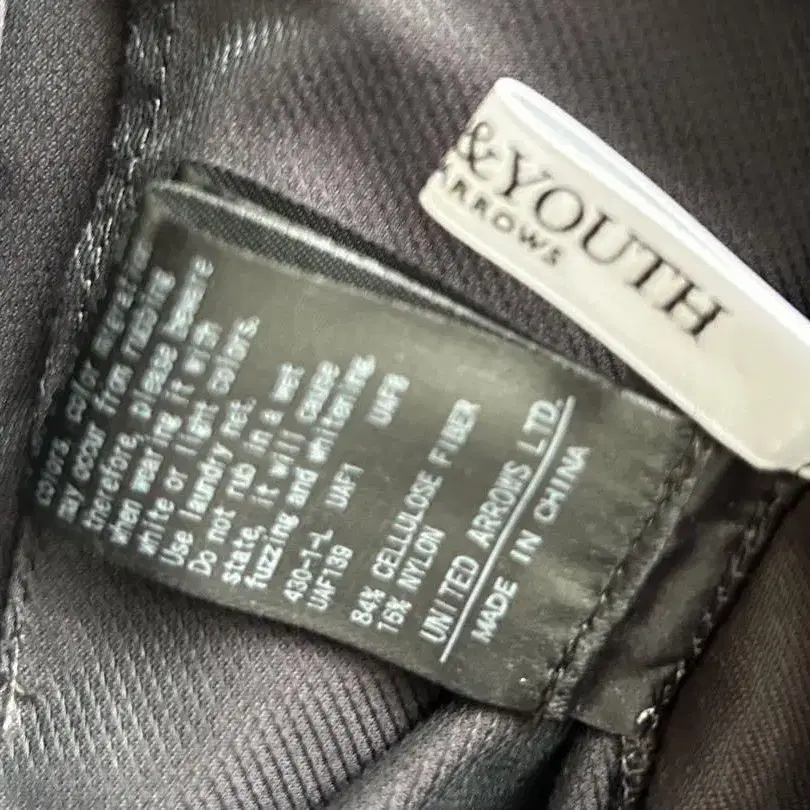 &YOUTH
ARROWS
colors, color migration
may occur from rubbing
therefore, please beware
when wearing it with
white or light colors.
Use laundry net.
Do not rub in a wet
state, it will cause
fuzzing and whitening.
430-1-L UAF1 UAF8
UAF139
84% CELLULOSE FIBER
16% NYLON
UNITED ARROWS LTD.
MADE IN CHINA